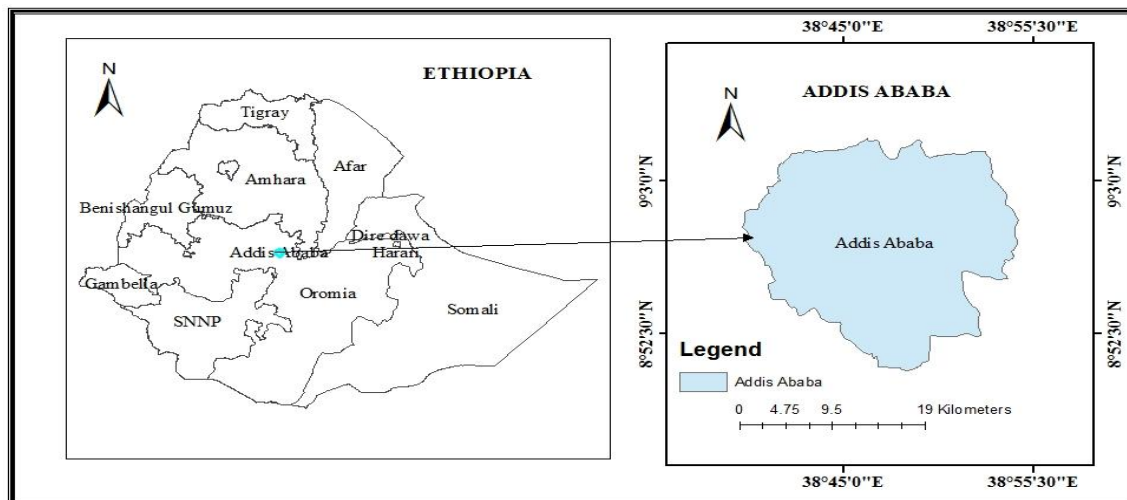 N
ETHIOPIA
Tigray
Afar
Amhara
Benishangul Gumuz
Dire dawa
Addis Ababa
Harari
Gambella
Oromia
Somali
SNNP
38°45'0"E 38°55'30"E
N
ADDIS ABABA
9°3'0"N 9°3'0"N
Addis Ababa
8°52'30"N 8°52'30"N
Legend
Addis Ababa
0 4.75 9.5 19 Kilometers
38°45'0"E 38°55'30"E